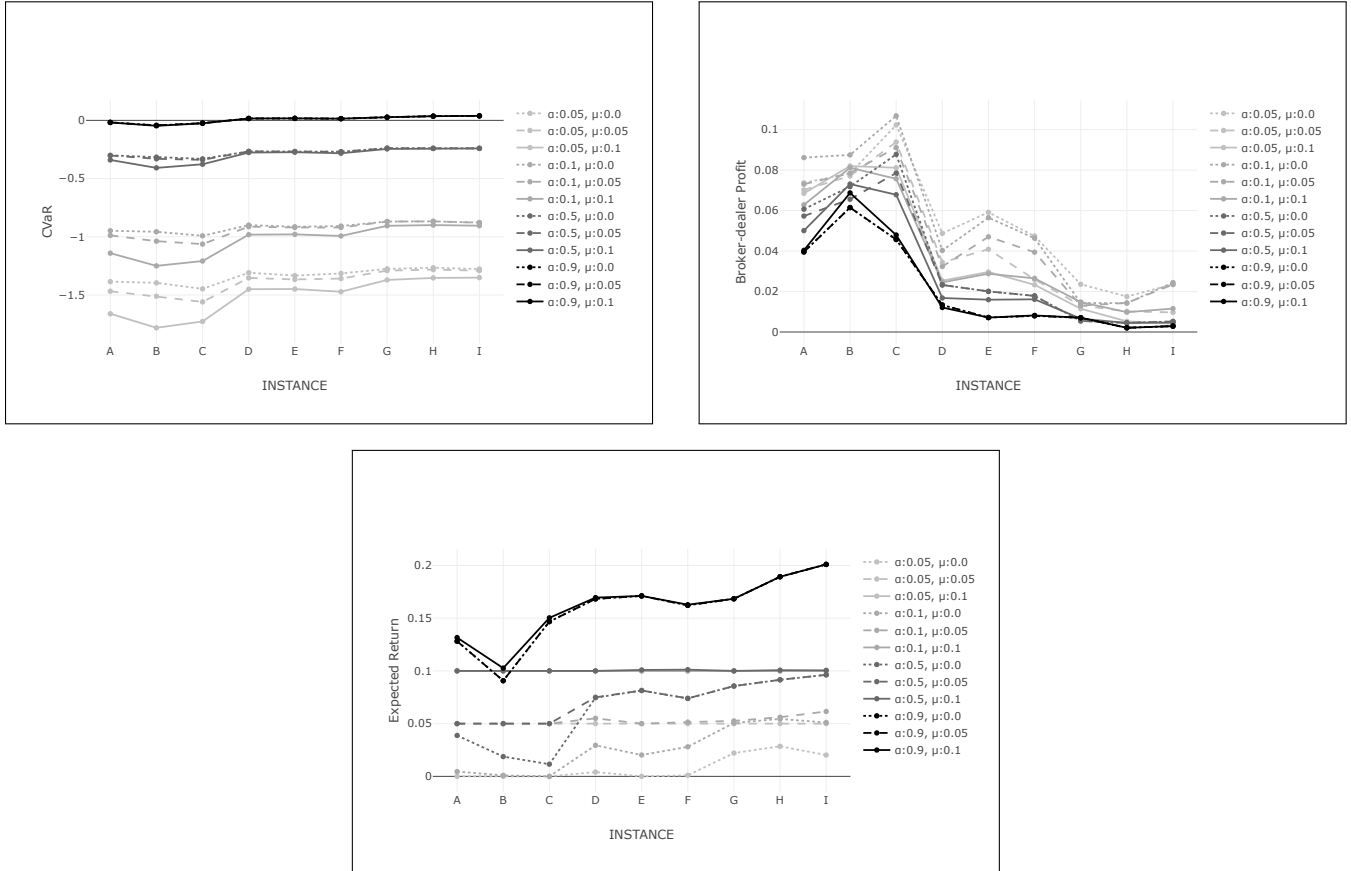 CVaR
0
−0.5
−1
−1.5
A B C D E F G H I
INSTANCE
α:0.05, μ:0.0
α:0.05, μ:0.05
α:0.05, μ:0.1
α:0.1, μ:0.0
α:0.1, μ:0.05
α:0.1, μ:0.1
α:0.5, μ:0.0
α:0.5, μ:0.05
α:0.5, μ:0.1
α:0.9, μ:0.0
α:0.9, μ:0.05
α:0.9, μ:0.1
Broker-dealer Profit
0.1
0.08
0.06
0.04
0.02
0
A B C D E F G H I
INSTANCE
α:0.05, μ:0.0
α:0.05, μ:0.05
α:0.05, μ:0.1
α:0.1, μ:0.0
α:0.1, μ:0.05
α:0.1, μ:0.1
α:0.5, μ:0.0
α:0.5, μ:0.05
α:0.5, μ:0.1
α:0.9, μ:0.0
α:0.9, μ:0.05
α:0.9, μ:0.1
Expected Return
0.2
0.15
0.1
0.05
0
A B C D E F G H I
INSTANCE
α:0.05, μ:0.0
α:0.05, μ:0.05
α:0.05, μ:0.1
α:0.1, μ:0.0
α:0.1, μ:0.05
α:0.1, μ:0.1
α:0.5, μ:0.0
α:0.5, μ:0.05
α:0.5, μ:0.1
α:0.9, μ:0.0
α:0.9, μ:0.05
α:0.9, μ:0.1